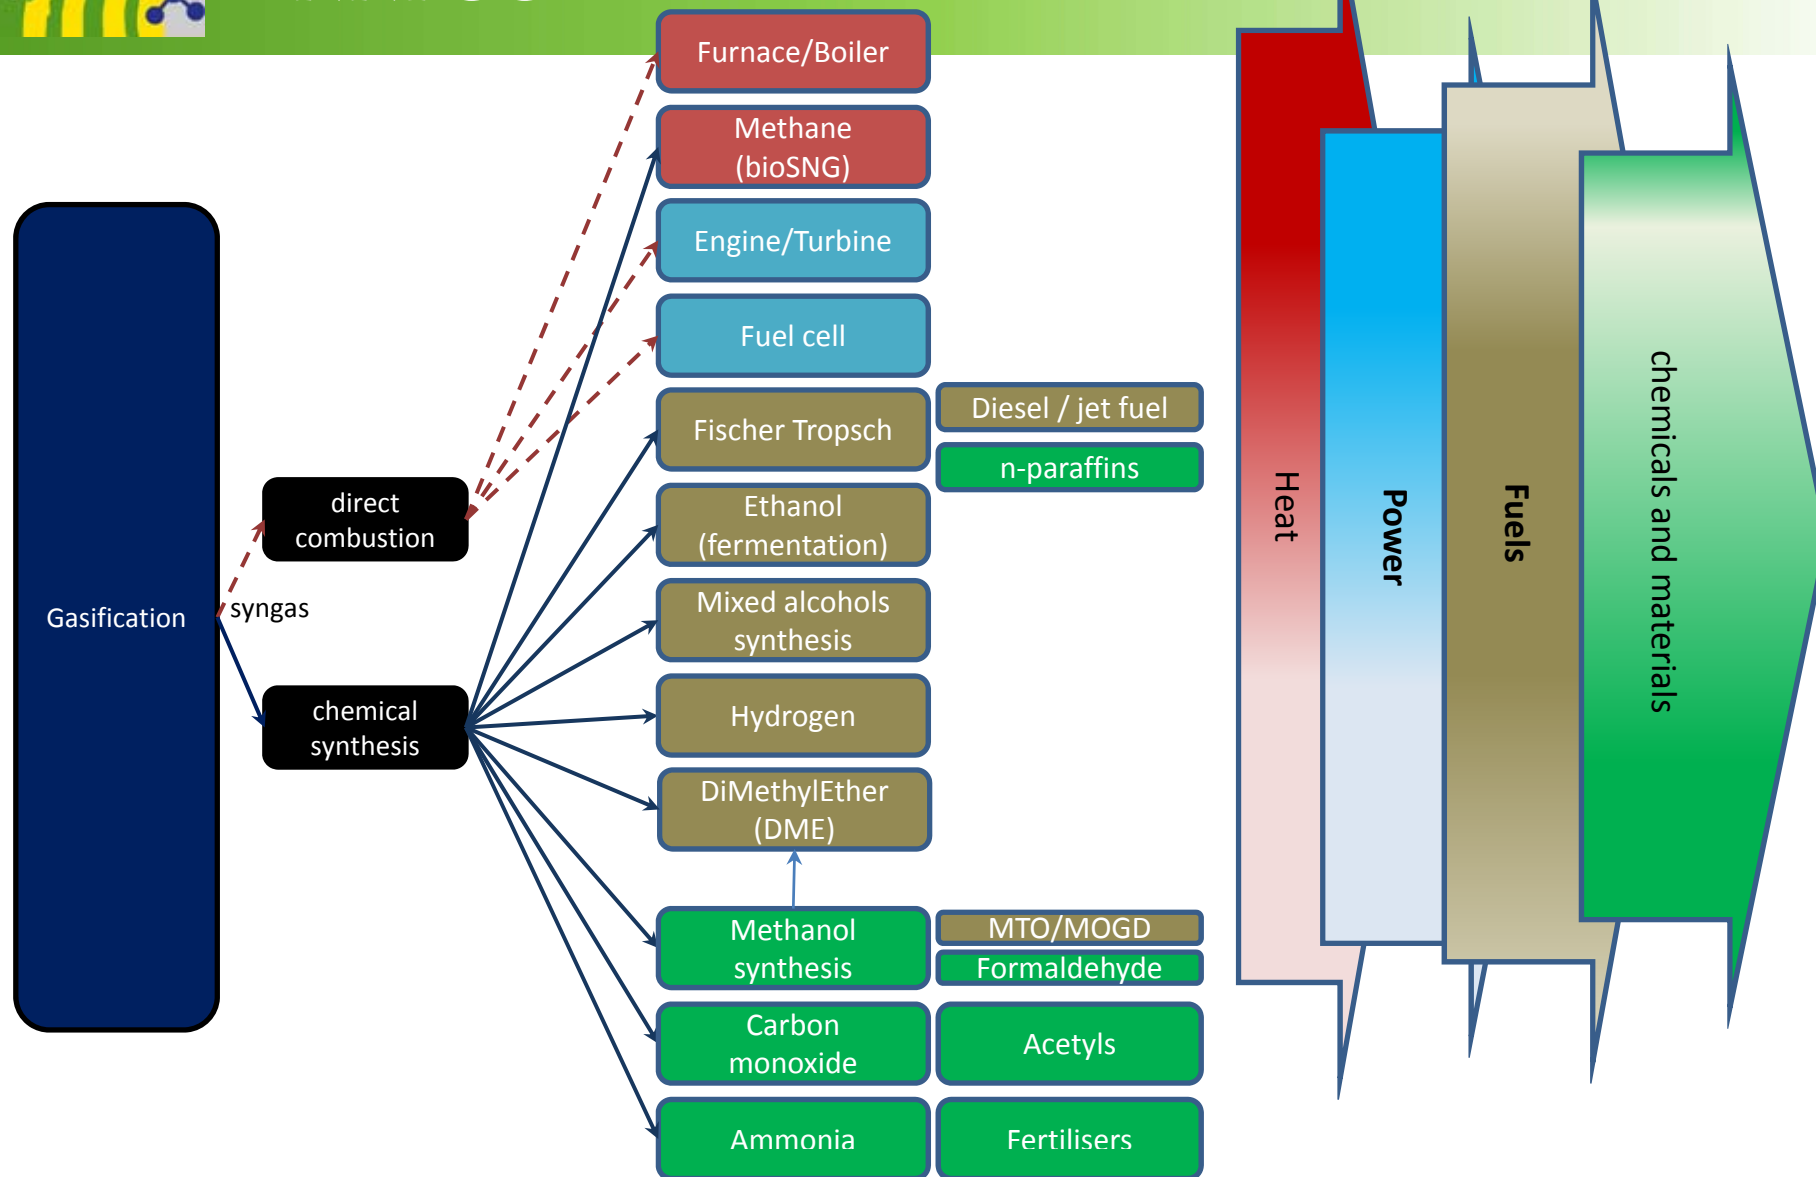 Furnace/Boiler
Methane
(bioSNG)
Engine/Turbine
Fuel cell
Fischer Tropsch
Diesel / jet fuel
n-paraffins
direct
combustion
Ethanol
(fermentation)
Gasification
syngas
Mixed alcohols
synthesis
chemical
synthesis
Hydrogen
DiMethylEther
(DME)
Methanol
synthesis
MTO/MOGD
Formaldehyde
Carbon
monoxide
Acetyls
Ammonia
Fertilisers
Heat
Power
Fuels
chemicals and materials